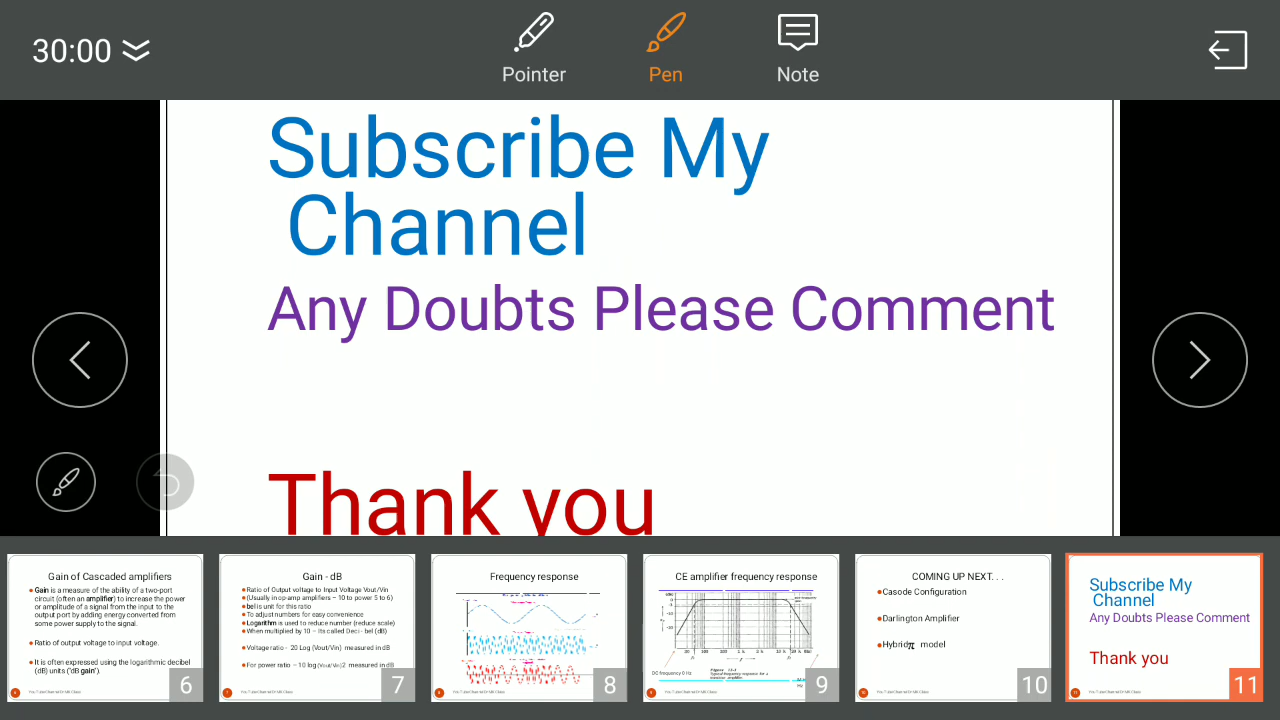 30:00
Pointer
Pen
Note
Subscribe My
Channel
Any Doubts Please Comment
Thank you
Gain of Cascaded amplifiers
Gain is a measure of the ability of a two-port
circuit (often an amplifier) to increase the power
or amplitude of a signal from the input to the
output port by adding energy converted from
some power supply to the signal.
Ratio of output voltage to input voltage.
It is often expressed using the logarithmic decibel
(dB) units ("dB gain").
6
Gain - dB
Ratio of Output voltage to Input Voltage Vout/Vin
(Usually in op-amp amplifiers – 10 to power 5 to 6)
bel is unit for this ratio
To adjust numbers for easy convenience
Logarithm is used to reduce number (reduce scale)
When multiplied by 10 – its called Deci - bel (dB)
Voltage ratio - 20 Log (Vout/Vin) measured in dB
For power ratio – 10 log (Vout/Vin)2 measured in dB
7
Frequency response
8
CE amplifier frequency response
DC frequency 0 Hz
9
COMING UP NEXT. . .
Casode Configuration
Darlington Amplifier
Hybrid π model
10
Subscribe My
Channel
Any Doubts Please Comment
Thank you
11